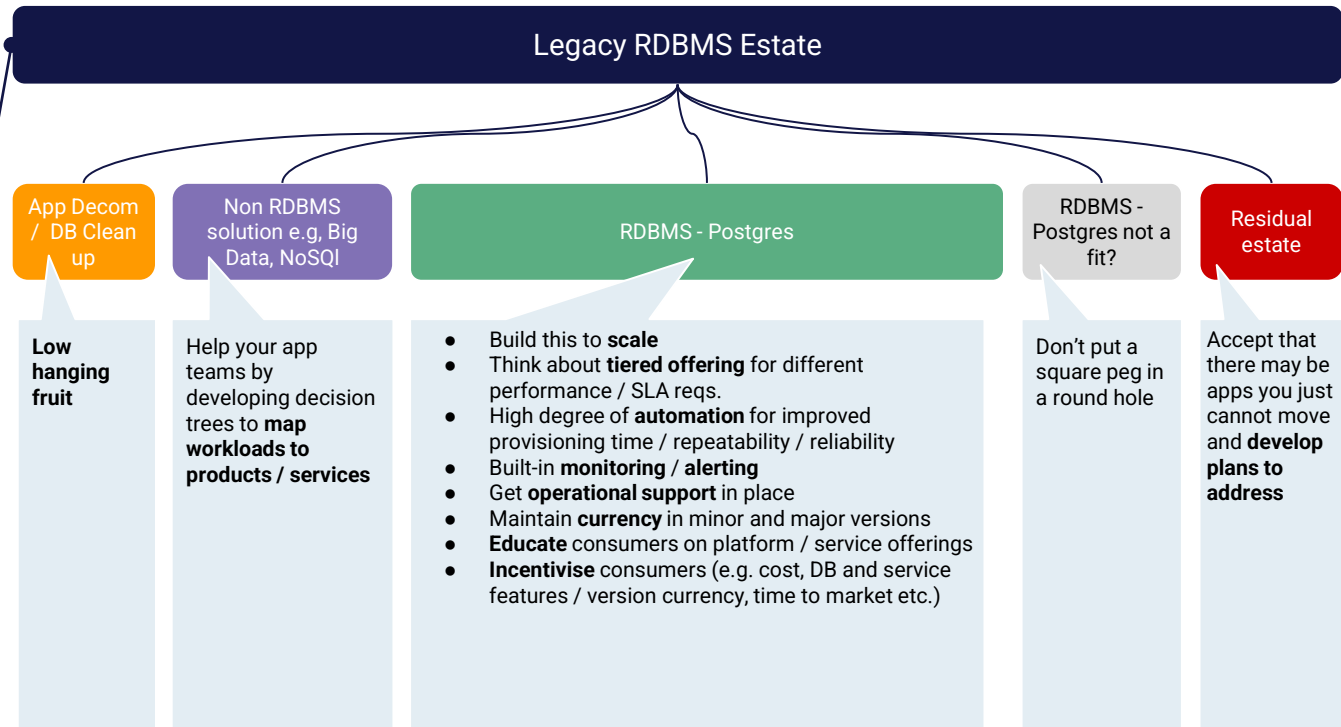 Legacy RDBMS Estate
App Decom
/ DB Clean
up
Non RDBMS
solution e.g, Big
Data, NoSQl
RDBMS - Postgres
RDBMS -
Postgres not a
fit?
Residual
estate
Low
hanging
fruit
Help your app
teams by
developing decision
trees to map
workloads to
products / services
● Build this to scale
● Think about tiered offering for different
performance / SLA reqs.
● High degree of automation for improved
provisioning time / repeatability / reliability
● Built-in monitoring / alerting
● Get operational support in place
● Maintain currency in minor and major versions
● Educate consumers on platform / service offerings
● Incentivise consumers (e.g. cost, DB and service
features / version currency, time to market etc.)
Don't put a
square peg in
a round hole
Accept that
there may be
apps you just
cannot move
and develop
plans to
address